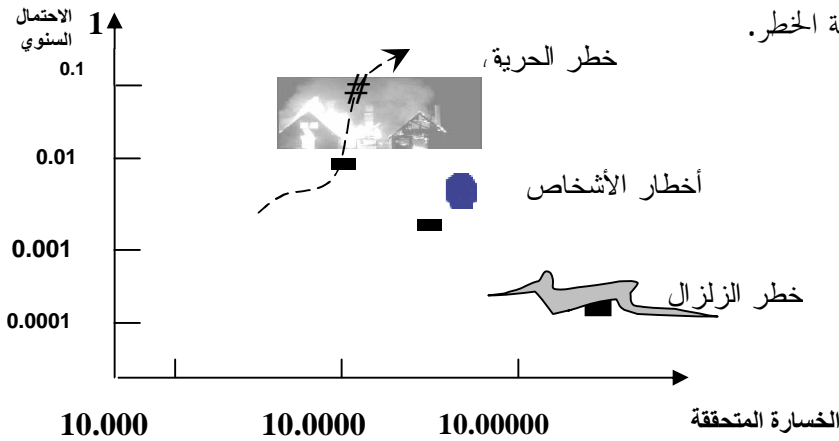 ة الخطر.
الاحتمال
السنوي
1
0.1
0.01
0.001
0.0001
خطر الحرية
أخطار الأشخاص
خطر الزلزال
10.000
10.0000
10.00000
الخسارة المتحققة